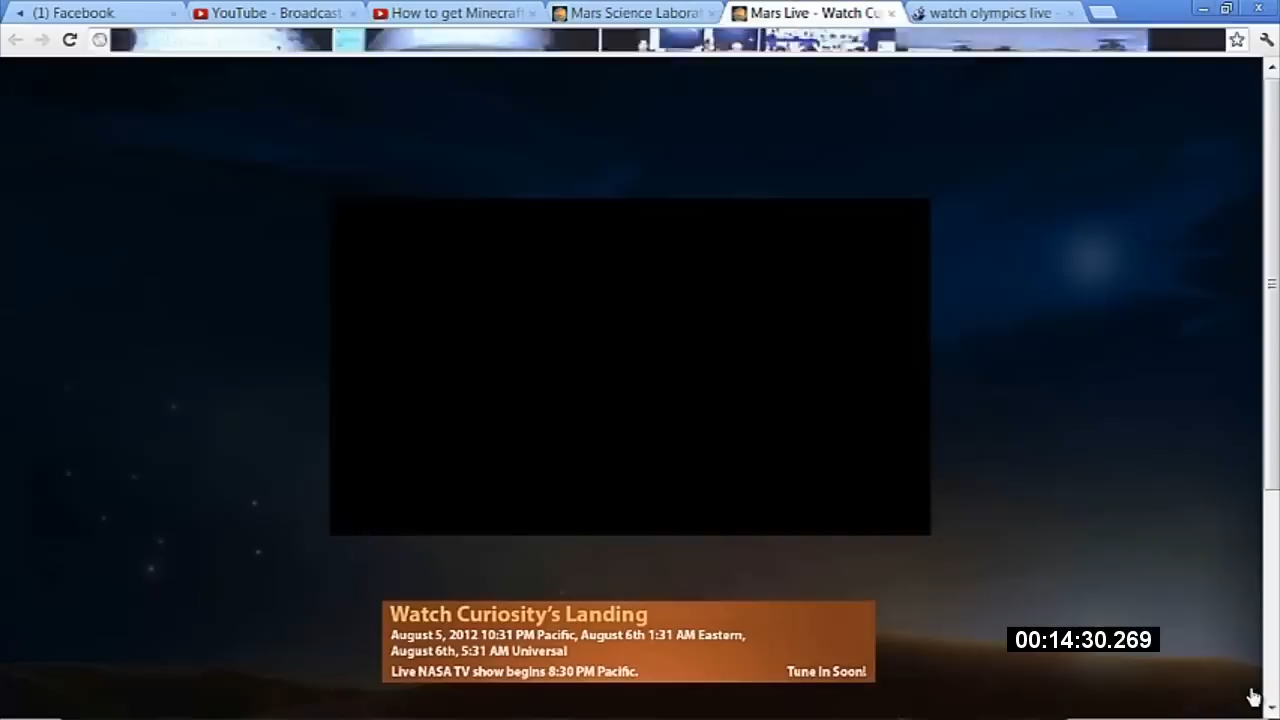 (1) Facebook
YouTube - Broadcast
How to get Minecraft
Mars Science Laborat
Mars Live - Watch Cu
watch olympics live -
Watch Curiosity's Landing
August 5, 2012 10:31 PM Pacific, August 6th 1:31 AM Eastern,
August 6th, 5:31 AM Universal
Live NASA TV show begins 8:30 PM Pacific.
Tune In Soon!
00:14:30.269